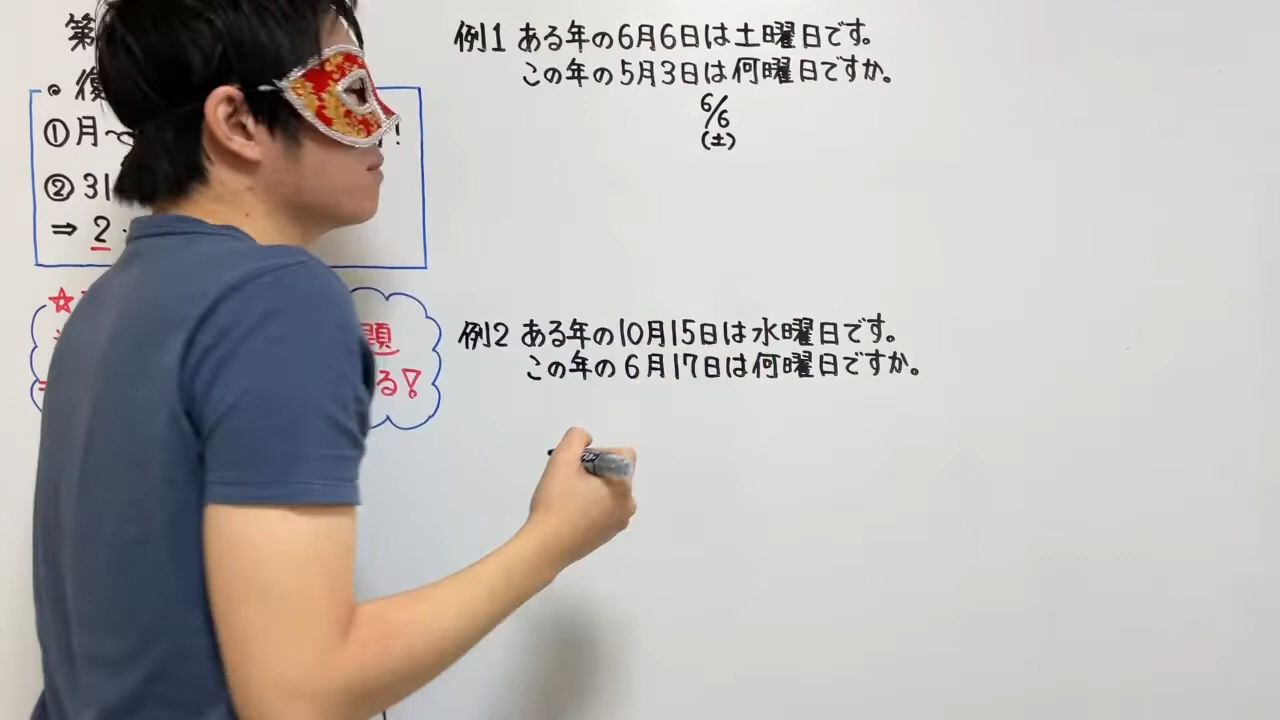 第
例1 ある年の6月6日は土曜日です。
この年の5月3日は何曜日ですか。
6/6
(土)
。復
①月〜 !
②31
⇒ 2
☆
題
る!
例2 ある年の10月15日は水曜日です。
この年の6月17日は何曜日ですか。